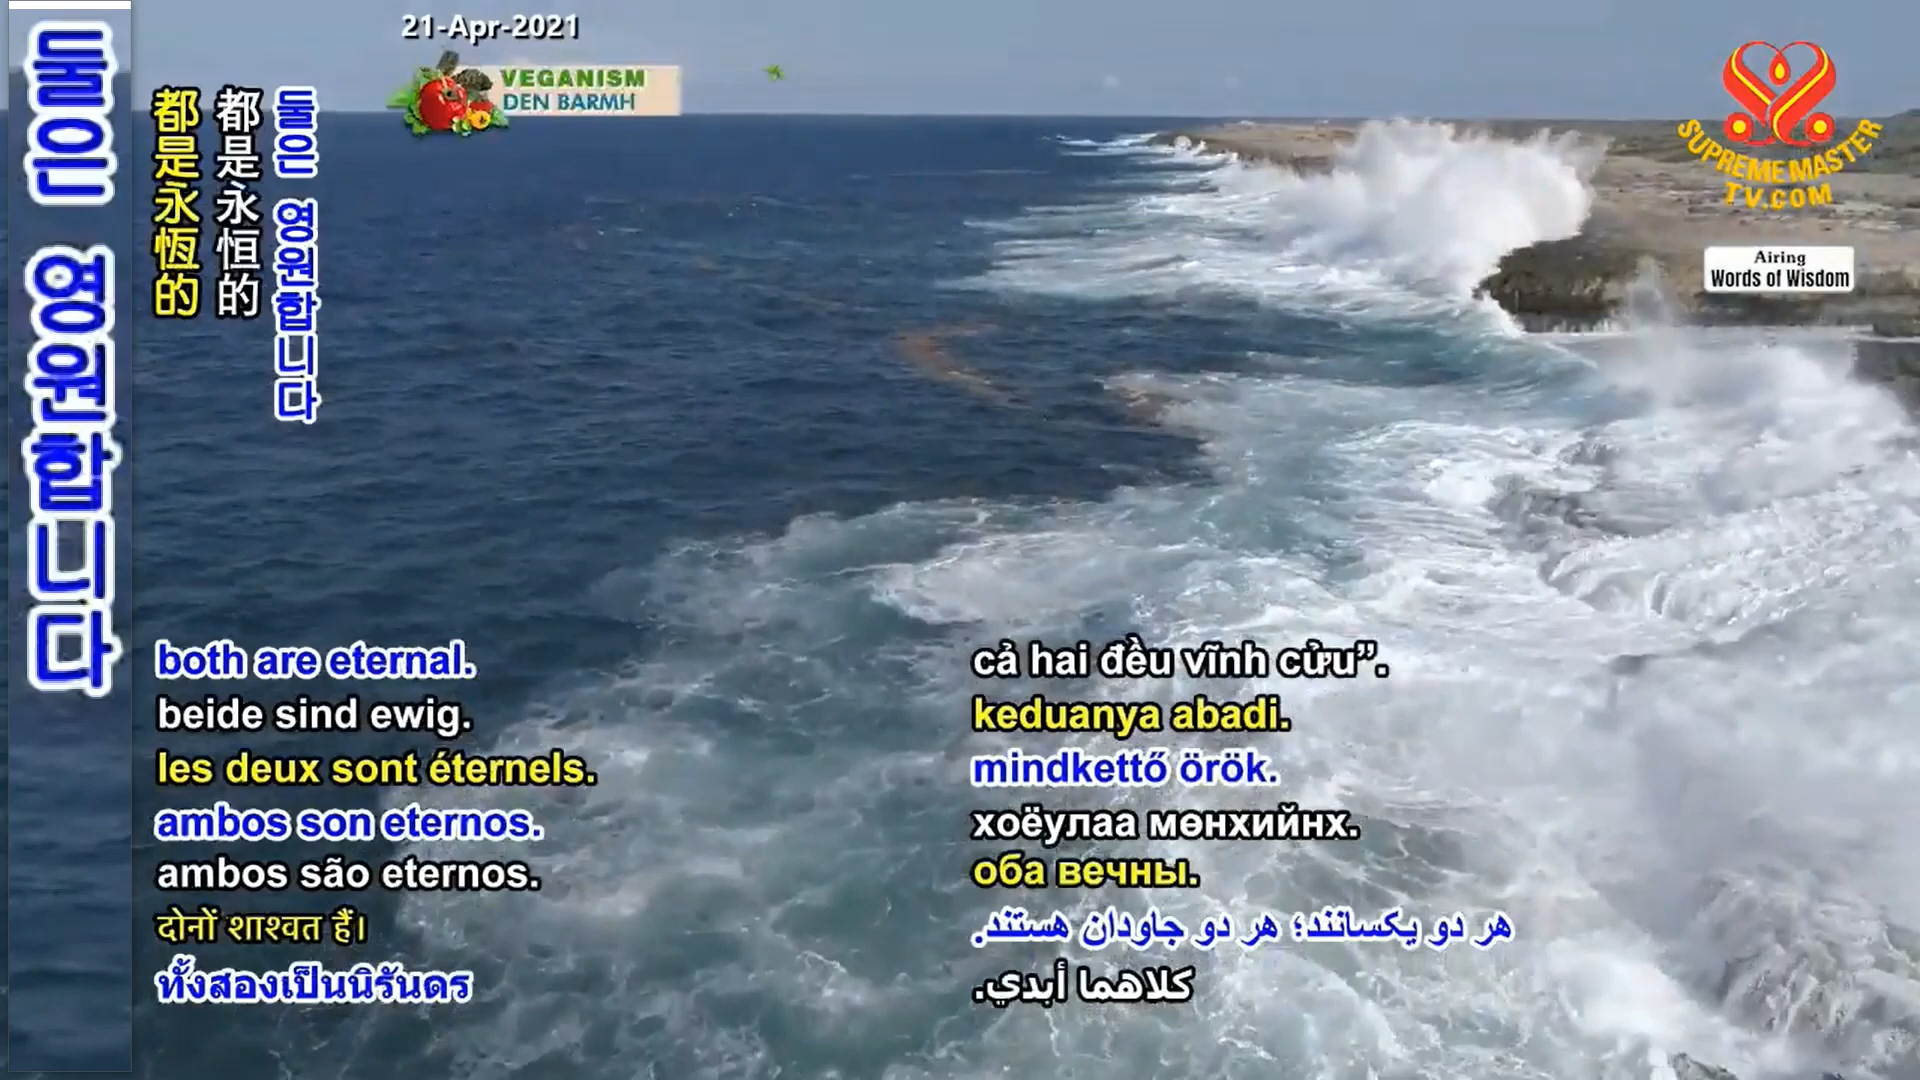 21-Apr-2021
VEGANISM
DEN BARMH
SUPREME MASTER
TV.COM
Airing
Words of Wisdom
둘은 영원합니다
都是永恆的
都是永恒的
둘은 영원합니다
both are eternal.
beide sind ewig.
les deux sont éternels.
ambos son eternos.
ambos são eternos.
दोनों शाश्वत हैं।
ทั้งสองเป็นนิรันดร
cả hai đều vĩnh cửu”.
keduanya abadi.
mindkettő örök.
хоёулаа мөнхийнх.
оба вечны.
هر دو یکسانند؛ هر دو جاودان هستند.
كلاهما أبدي.